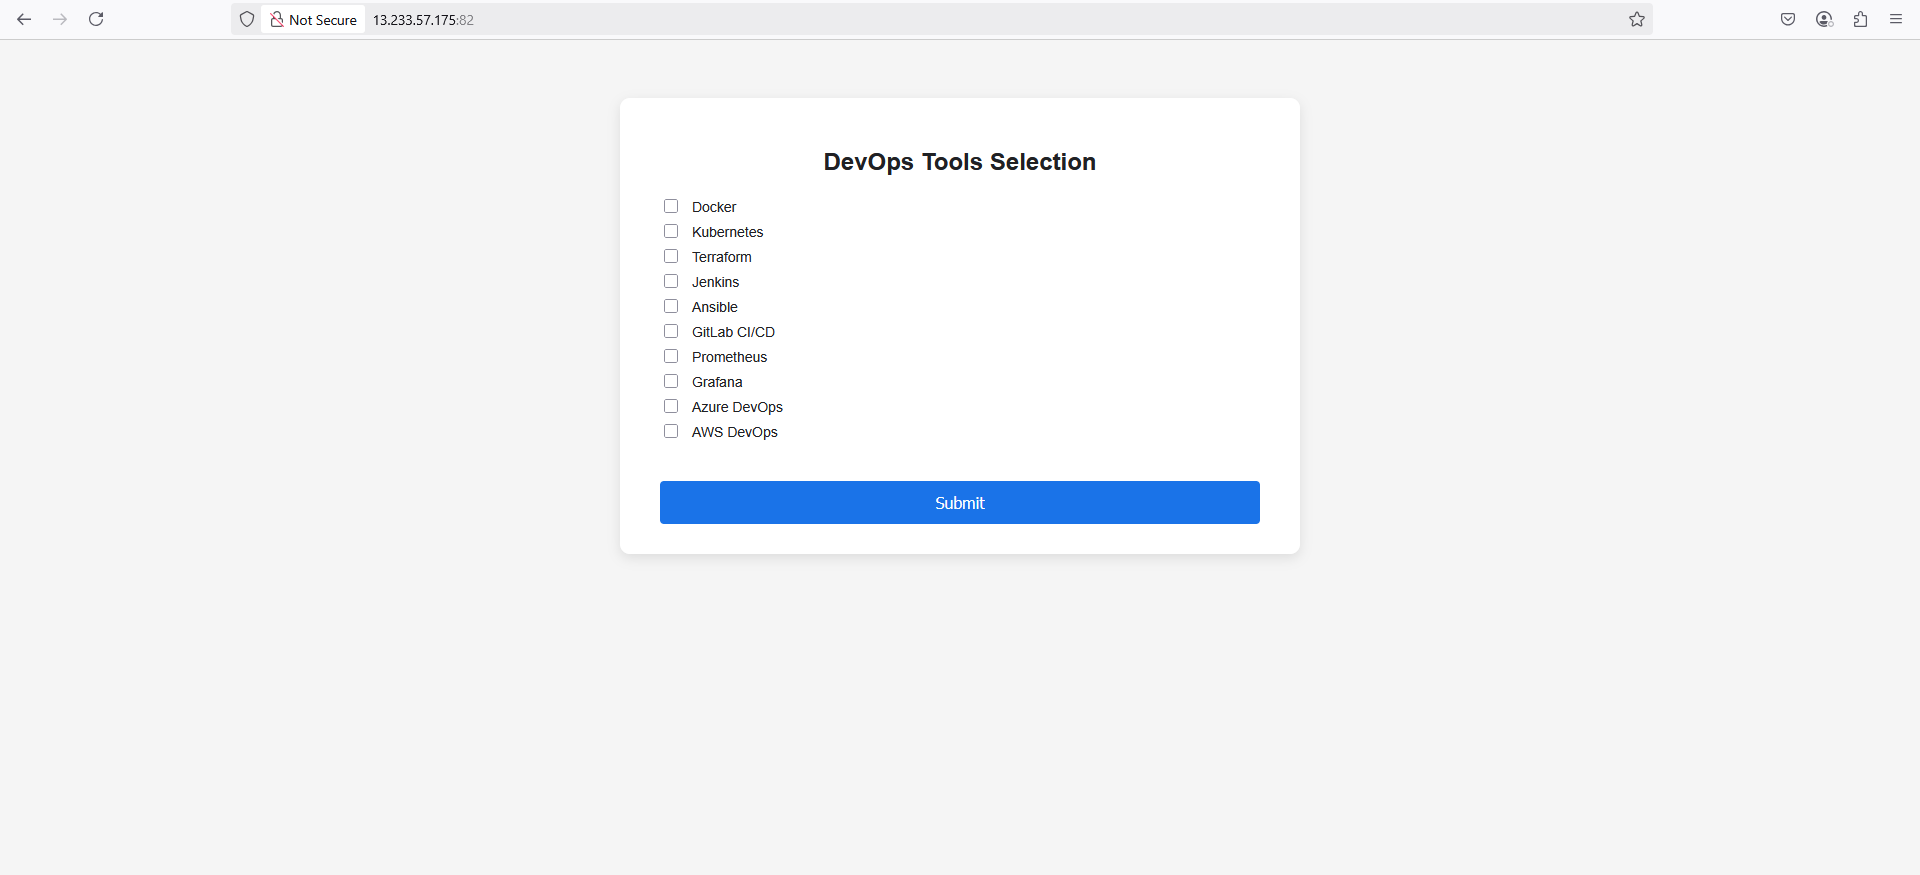 Not Secure 13.233.57.175:82
DevOps Tools Selection
Docker
Kubernetes
Terraform
Jenkins
Ansible
GitLab CI/CD
Prometheus
Grafana
Azure DevOps
AWS DevOps
Submit